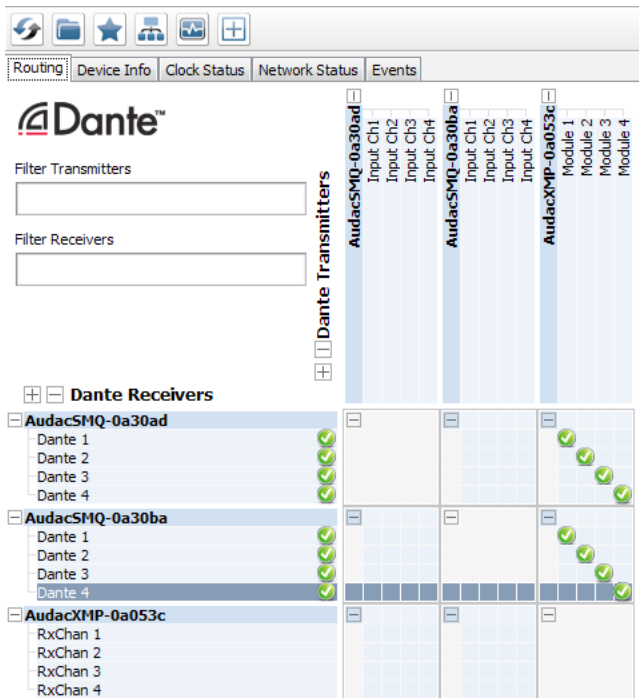 Routing Device Info Clock Status Network Status Events
Dante™
Filter Transmitters
Filter Receivers
Dante Transmitters
AudacSMQ-0a30ad
Input Ch1
Input Ch2
Input Ch3
Input Ch4
AudacSMQ-0a30ba
Input Ch1
Input Ch2
Input Ch3
Input Ch4
AudacXMP-0a053c
Module 1
Module 2
Module 3
Module 4
Dante Receivers
AudacSMQ-0a30ad
Dante 1
Dante 2
Dante 3
Dante 4
AudacSMQ-0a30ba
Dante 1
Dante 2
Dante 3
Dante 4
AudacXMP-0a053c
RxChan 1
RxChan 2
RxChan 3
RxChan 4